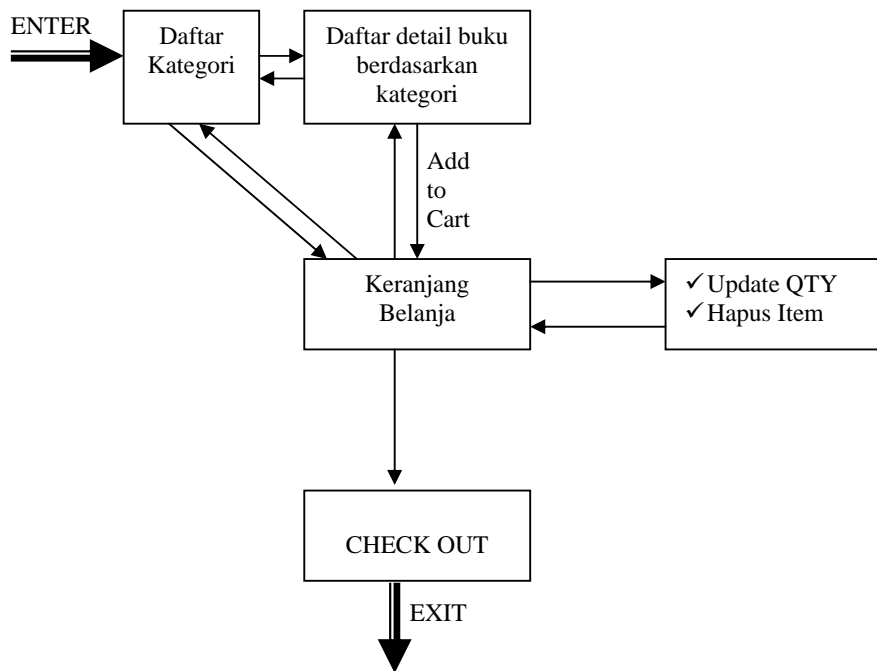 ENTER
Daftar
Kategori
Daftar detail buku
berdasarkan
kategori
Add
to
Cart
Keranjang
Belanja
✓Update QTY
✓Hapus Item
CHECK OUT
EXIT